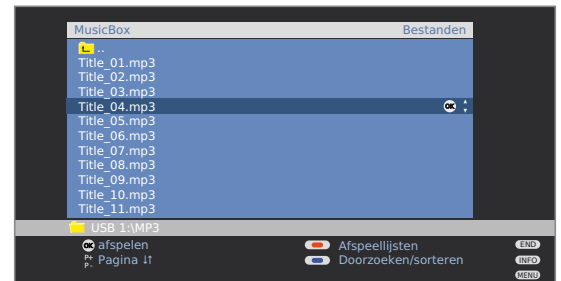 MusicBox Bestanden
..
Title_01.mp3
Title_02.mp3
Title_03.mp3
Title_04.mp3 OK
Title_05.mp3
Title_06.mp3
Title_07.mp3
Title_08.mp3
Title_09.mp3
Title_10.mp3
Title_11.mp3
USB 1:\MP3
OK afspelen Afspeellijsten END
P+ P- Pagina ↓↑ Doorzoeken/sorteren INFO
MENU